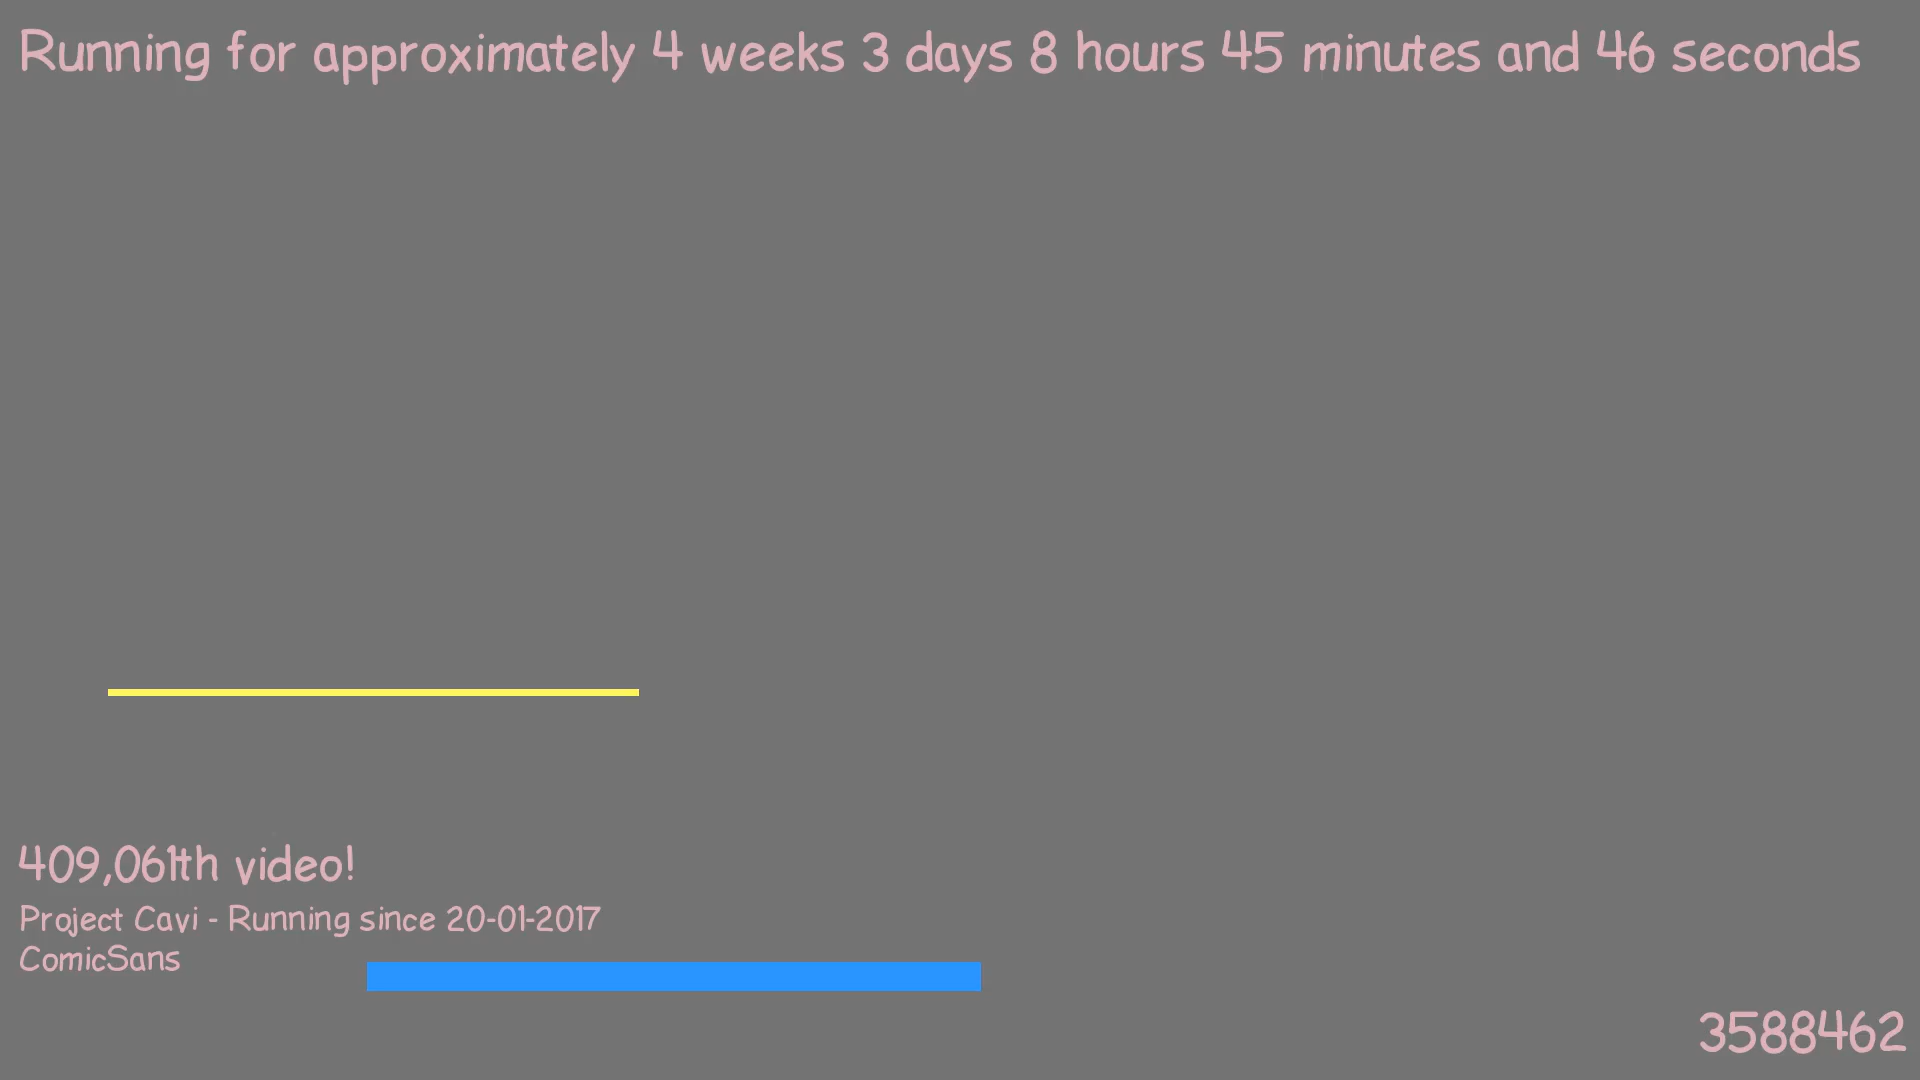 Running for approximately 4 weeks 3 days 8 hours 45 minutes and 46 seconds
409,061th video!
Project Cavi - Running since 20-01-2017
ComicSans
3588462